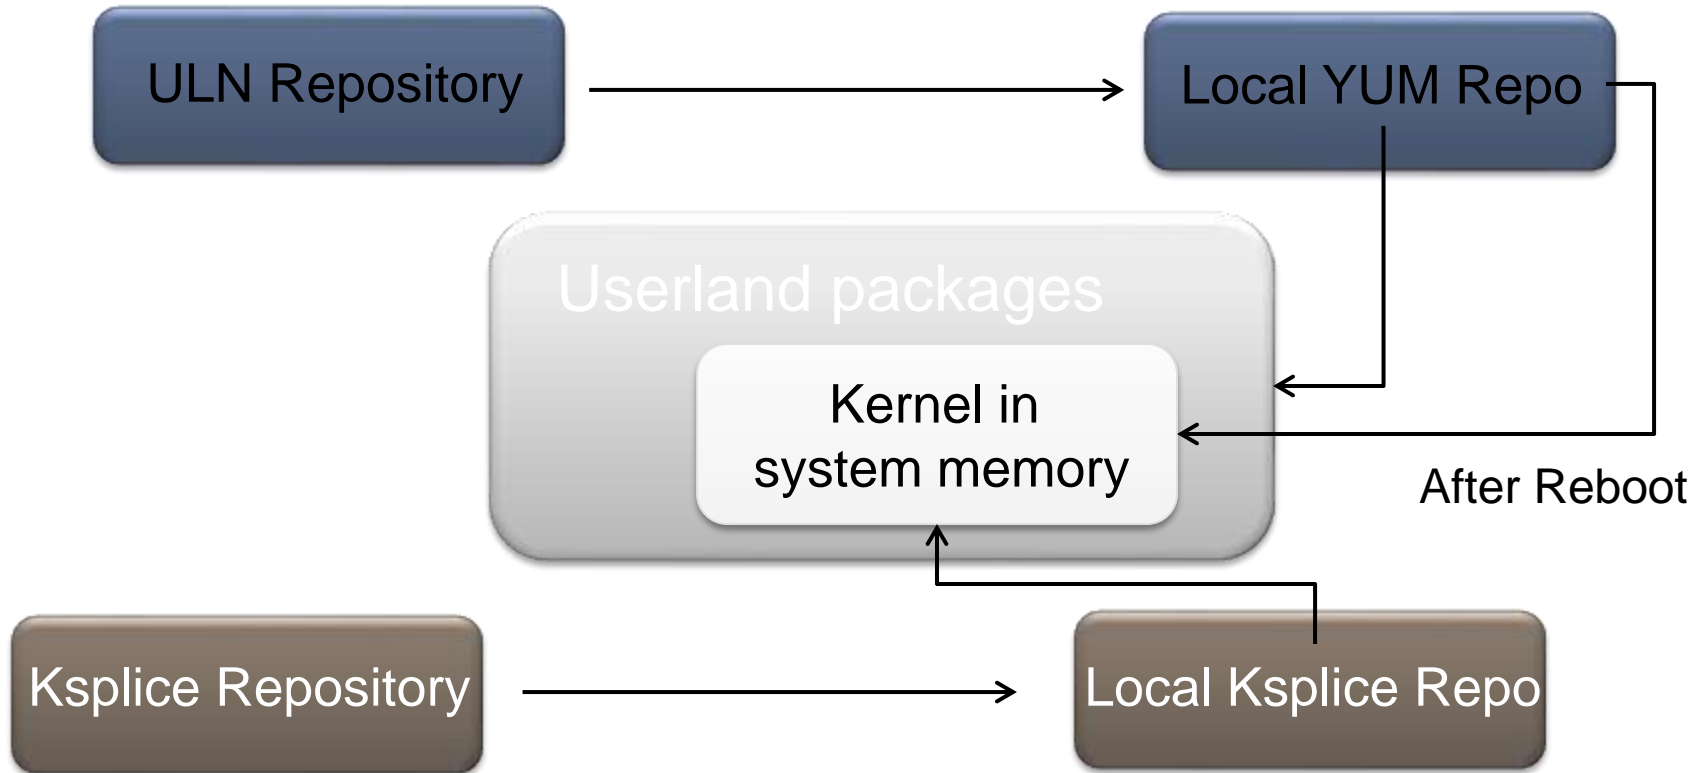 ULN Repository
Local YUM Repo
Userland packages
Kernel in
system memory
After Reboot
Ksplice Repository
Local Ksplice Repo